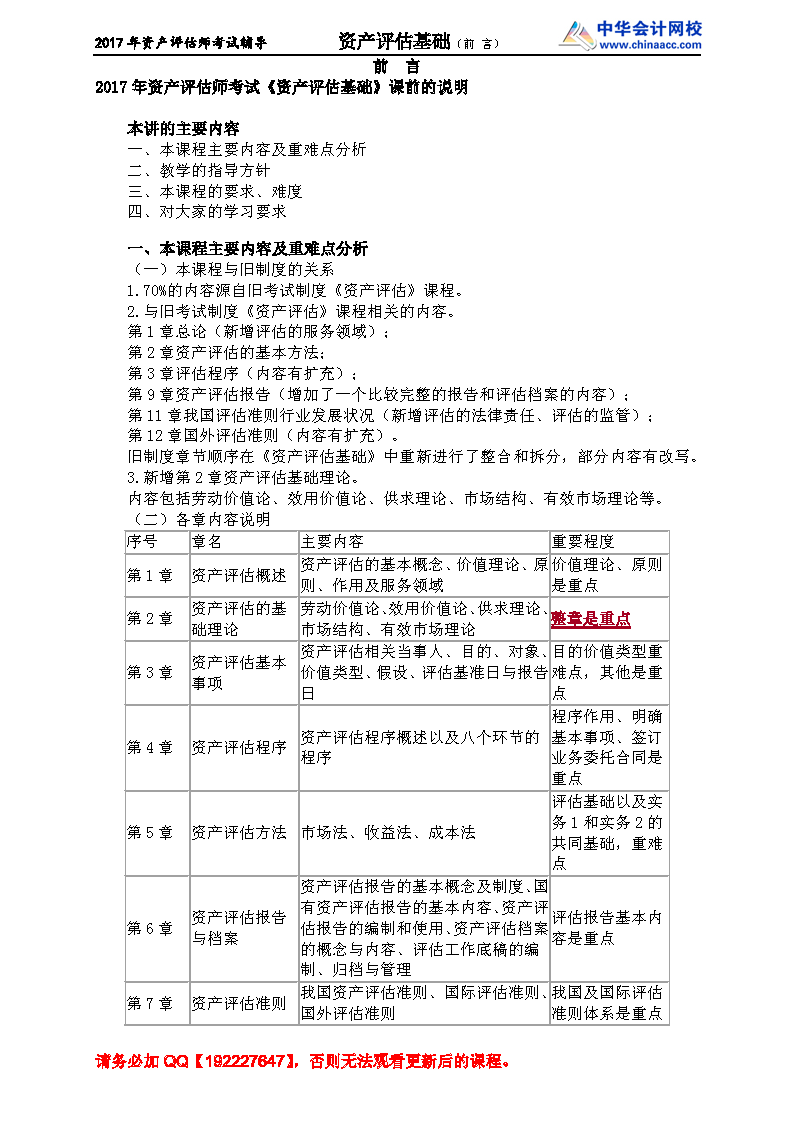 2017 年资产评估师考试辅导 资产评估基础（前 言）
中华会计网校
www.chinaacc.com
前 言
2017 年资产评估师考试《资产评估基础》课前的说明
本讲的主要内容
一、本课程主要内容及重难点分析
二、教学的指导方针
三、本课程的要求、难度
四、对大家的学习要求
一、本课程主要内容及重难点分析
（一）本课程与旧制度的关系
1.70%的内容源自旧考试制度《资产评估》课程。
2.与旧考试制度《资产评估》课程相关的内容。
第 1 章总论（新增评估的服务领域）；
第 2 章资产评估的基本方法；
第 3 章评估程序（内容有扩充）；
第 9 章资产评估报告（增加了一个比较完整的报告和评估档案的内容）；
第 11 章我国评估准则行业发展状况（新增评估的法律责任、评估的监管）；
第 12 章国外评估准则（内容有扩充）。
旧制度章节顺序在《资产评估基础》中重新进行了整合和拆分，部分内容有改写。
3.新增第 2 章资产评估基础理论。
内容包括劳动价值论、效用价值论、供求理论、市场结构、有效市场理论等。
（二）各章内容说明
序号 章名 主要内容 重要程度
第 1 章 资产评估概述 资产评估的基本概念、价值理论、原
则、作用及服务领域 价值理论、原则
是重点
第 2 章 资产评估的基
础理论 劳动价值论、效用价值论、供求理论、
市场结构、有效市场理论 整章是重点
第 3 章 资产评估基本
事项 资产评估相关当事人、目的、对象、
价值类型、假设、评估基准日与报告
日 目的价值类型重
难点，其他是重
点
第 4 章 资产评估程序 资产评估程序概述以及八个环节的
程序 程序作用、明确
基本事项、签订
业务委托合同是
重点
第 5 章 资产评估方法 市场法、收益法、成本法 评估基础以及实
务 1 和实务 2 的
共同基础，重难
点
第 6 章 资产评估报告
与档案 资产评估报告的基本概念及制度、国
有资产评估报告的基本内容、资产评
估报告的编制和使用、资产评估档案
的概念与内容、评估工作底稿的编
制、归档与管理 评估报告基本内
容是重点
第 7 章 资产评估准则 我国资产评估准则、国际评估准则、
国外评估准则 我国及国际评估
准则体系是重点
请务必加 QQ【192227647】，否则无法观看更新后的课程。